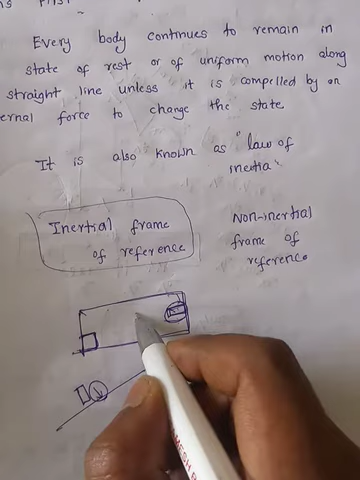 First
Every body continues to remain in
state of rest or of uniform motion along
straight line unless it is compelled by an
ernal force to change the state
It is also known as "law of
inertia"
Inertial frame
of reference
Non-inertial
frame of
reference